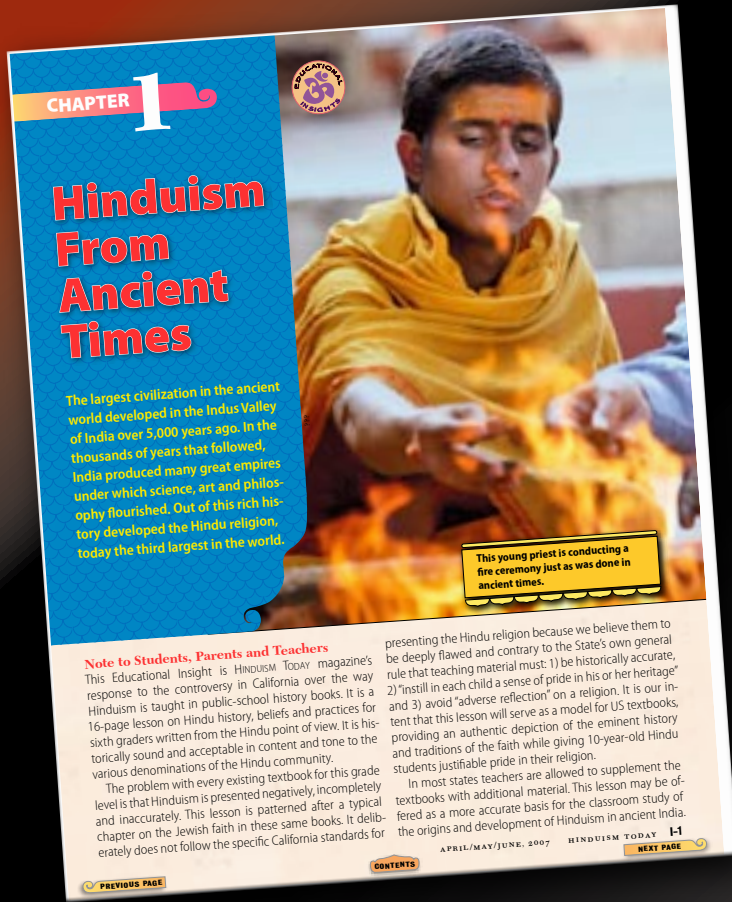 CHAPTER 1
EDUCATIONAL
INSIGHTS
Hinduism
From
Ancient
Times
The largest civilization in the ancient
world developed in the Indus Valley
of India over 5,000 years ago. In the
thousands of years that followed,
India produced many great empires
under which science, art and philos-
ophy flourished. Out of this rich his-
tory developed the Hindu religion,
today the third largest in the world.
This young priest is conducting a
fire ceremony just as was done in
ancient times.
Note to Students, Parents and Teachers
This Educational Insight is HINDUISM TODAY magazine's
response to the controversy in California over the way
Hinduism is taught in public-school history books. It is a
16-page lesson on Hindu history, beliefs and practices for
sixth graders written from the Hindu point of view. It is his-
torically sound and acceptable in content and tone to the
various denominations of the Hindu community.
The problem with every existing textbook for this grade
level is that Hinduism is presented negatively, incompletely
and inaccurately. This lesson is patterned after a typical
chapter on the Jewish faith in these same books. It delib-
erately does not follow the specific California standards for
presenting the Hindu religion because we believe them to
be deeply flawed and contrary to the State's own general
rule that teaching material must: 1) be historically accurate,
2) "instill in each child a sense of pride in his or her heritage"
and 3) avoid "adverse reflection" on a religion. It is our in-
tent that this lesson will serve as a model for US textbooks,
providing an authentic depiction of the eminent history
and traditions of the faith while giving 10-year-old Hindu
students justifiable pride in their religion.
In most states teachers are allowed to supplement the
textbooks with additional material. This lesson may be of-
fered as a more accurate basis for the classroom study of
the origins and development of Hinduism in ancient India.
APRIL/MAY/JUNE, 2007 HINDUISM TODAY I-1
PREVIOUS PAGE
CONTENTS
NEXT PAGE